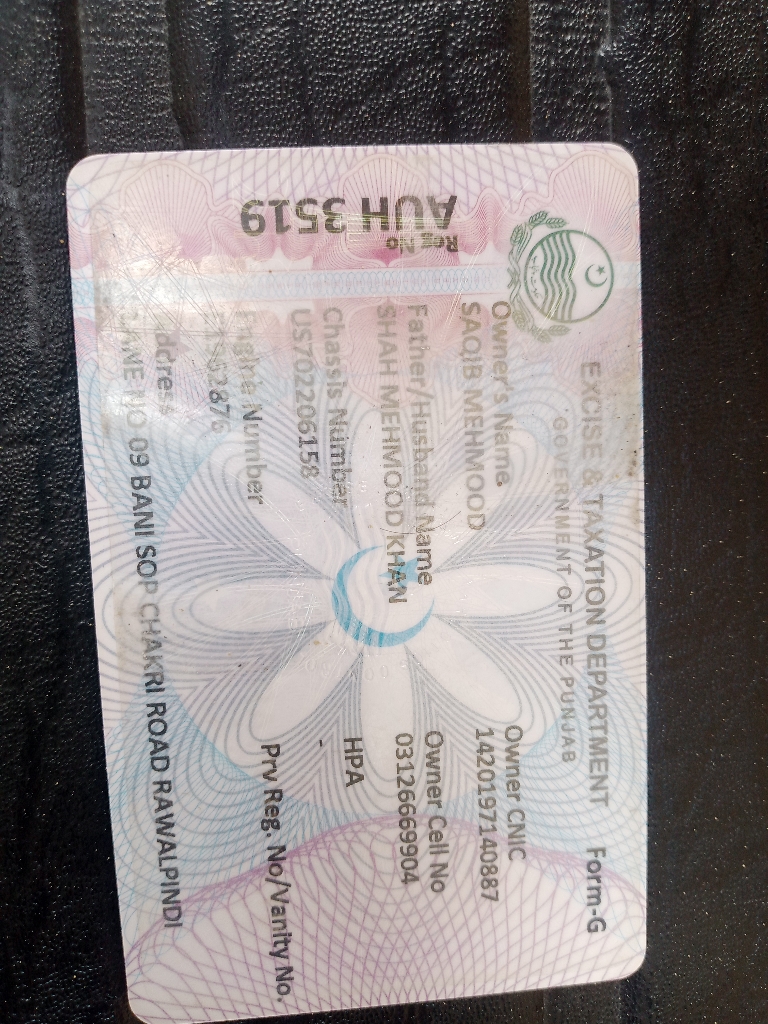 EXCISE & TAXATION DEPARTMENT Form-G
GOVERNMENT OF THE PUNJAB
Reg No
AUH 3519
Owner's Name
SAQIB MEHMOOD
Owner CNIC
1420197140887
Father/Husband Name
SHAH MEHMOOD KHAN
Owner Cell No
03126669904
Chassis Number
US702206158
HPA
-
Engine Number
Prv Reg. No/Vanity No.
Address
LANE NO 09 BANI SOP CHAKRI ROAD RAWALPINDI